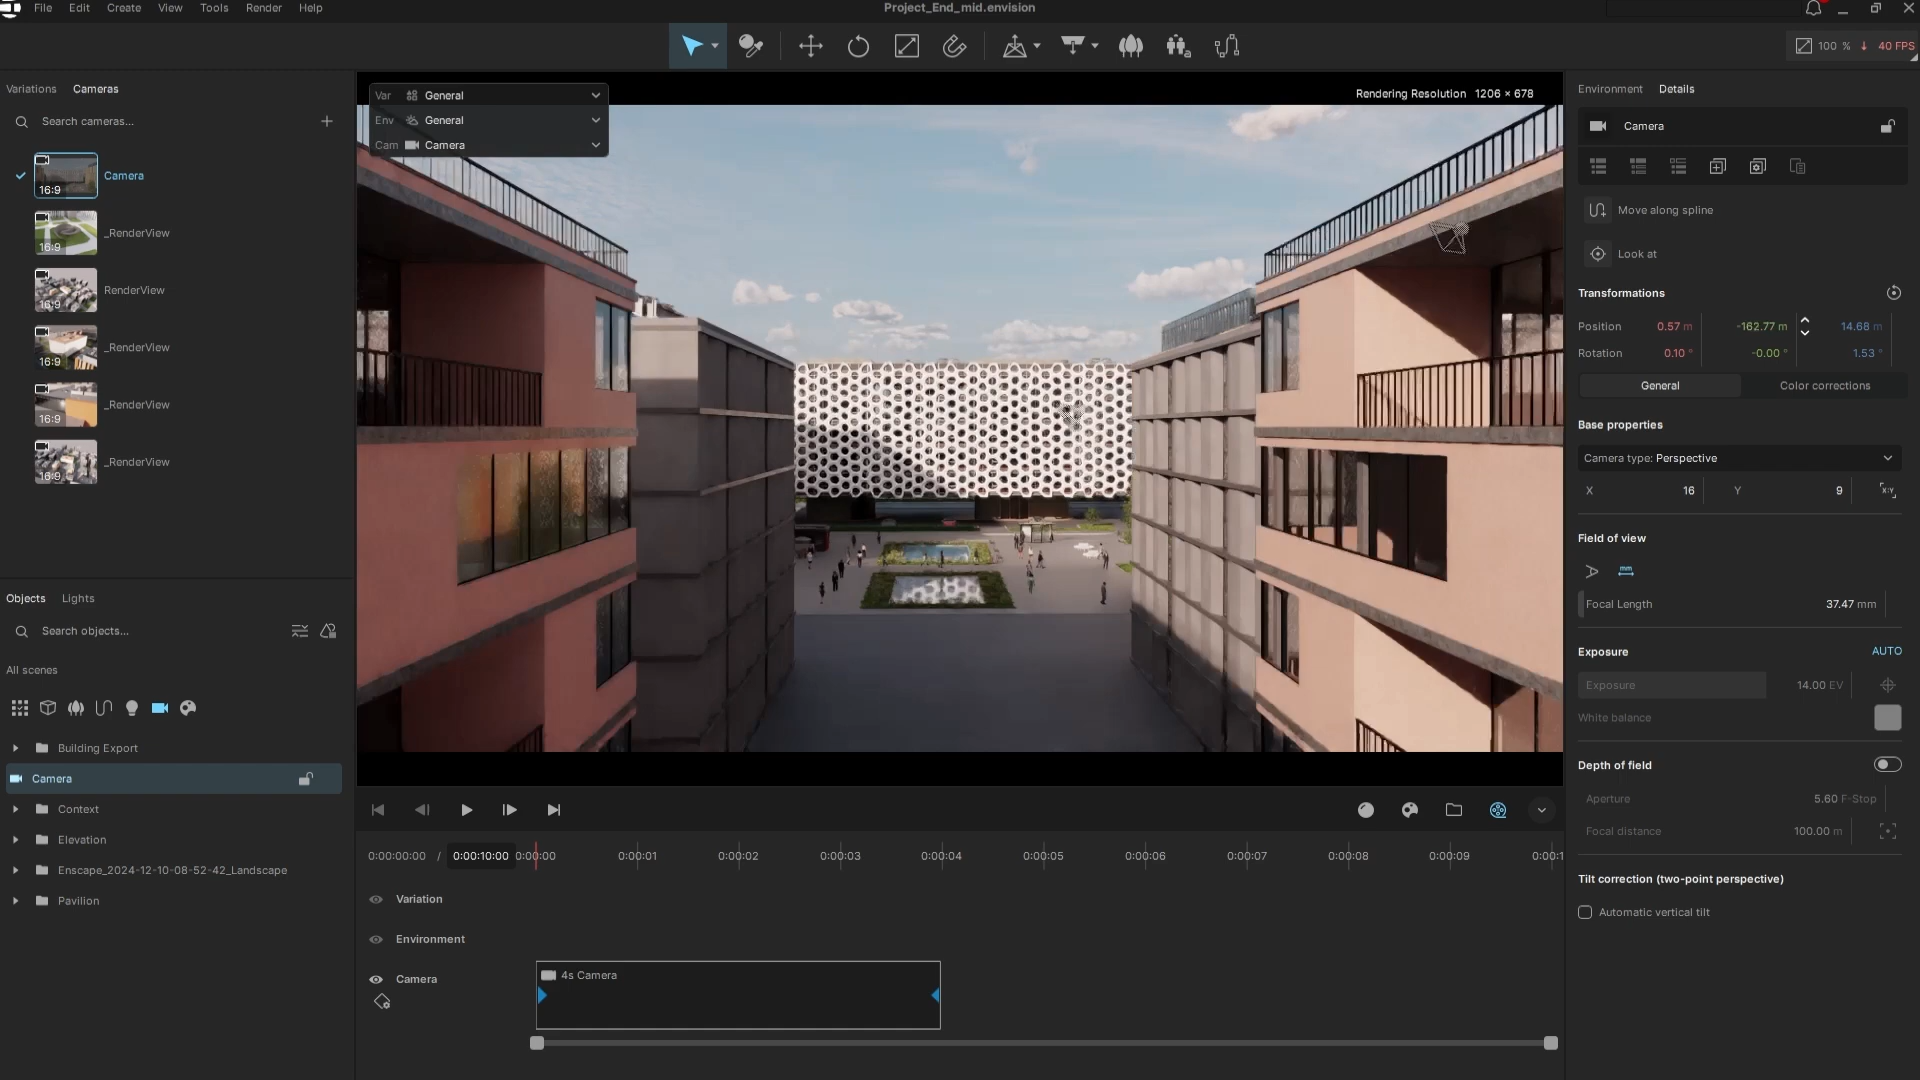 File Edit Create View Tools Render Help
Project_End_mid.envision
100 % 40 FPS
Variations Cameras
Search cameras...
16:9 Camera
16:9 _RenderView
16:9 RenderView
16:9 _RenderView
16:9 _RenderView
16:9 _RenderView
Objects Lights
Search objects...
All scenes
Building Export
Camera
Context
Elevation
Enscape_2024-12-10-08-52-42_Landscape
Pavilion
Var General
Env General
Cam Camera
Rendering Resolution 1206 × 678
0:00:00:00 / 0:00:10:00 0:00:00 0:00:01 0:00:02 0:00:03 0:00:04 0:00:05 0:00:06 0:00:07 0:00:08 0:00:09 0:00:1
Variation
Environment
Camera
4s Camera
Environment Details
Camera
Move along spline
Look at
Transformations
Position 0.57 m -162.77 m 14.68 m
Rotation 0.10 ° -0.00 ° 1.53 °
General Color corrections
Base properties
Camera type: Perspective
X 16 Y 9
Field of view
mm
Focal Length 37.47 mm
Exposure AUTO
Exposure 14.00 EV
White balance
Depth of field
Aperture 5.60 F-Stop
Focal distance 100.00 m
Tilt correction (two-point perspective)
Automatic vertical tilt